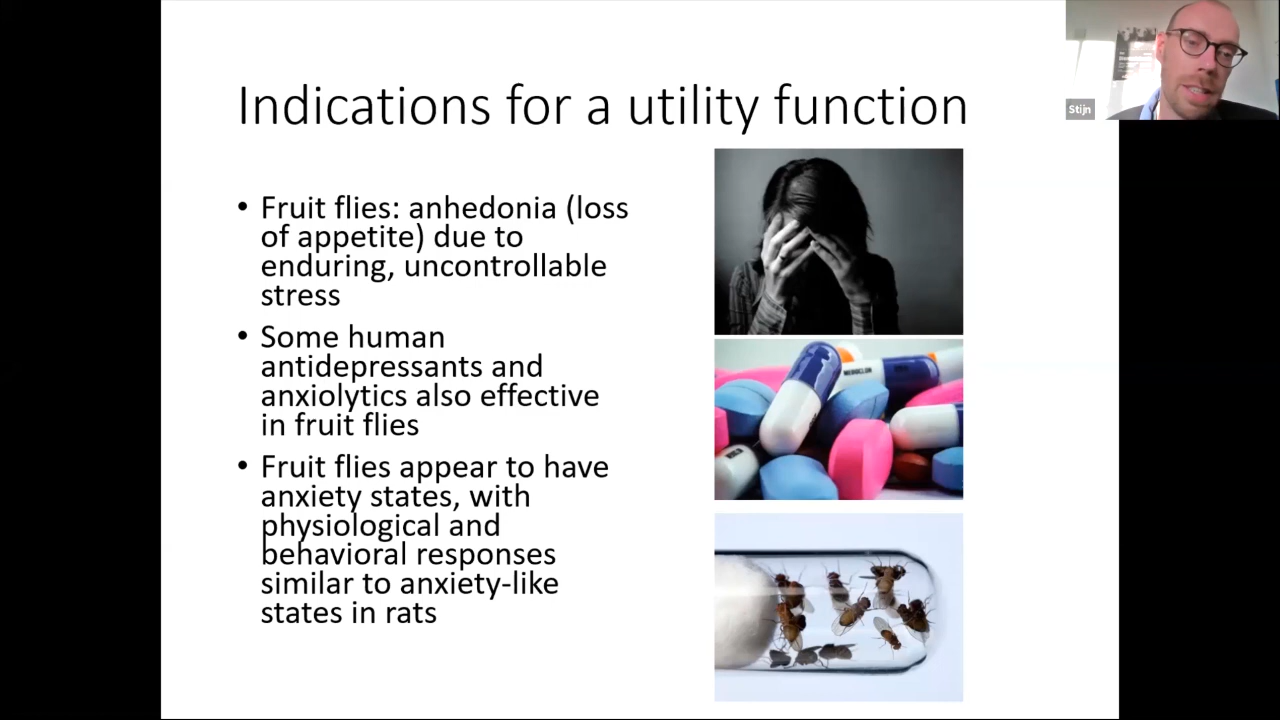 Indications for a utility function
Stijn
• Fruit flies: anhedonia (loss
of appetite) due to
enduring, uncontrollable
stress
• Some human
antidepressants and
anxiolytics also effective
in fruit flies
• Fruit flies appear to have
anxiety states, with
physiological and
behavioral responses
similar to anxiety-like
states in rats